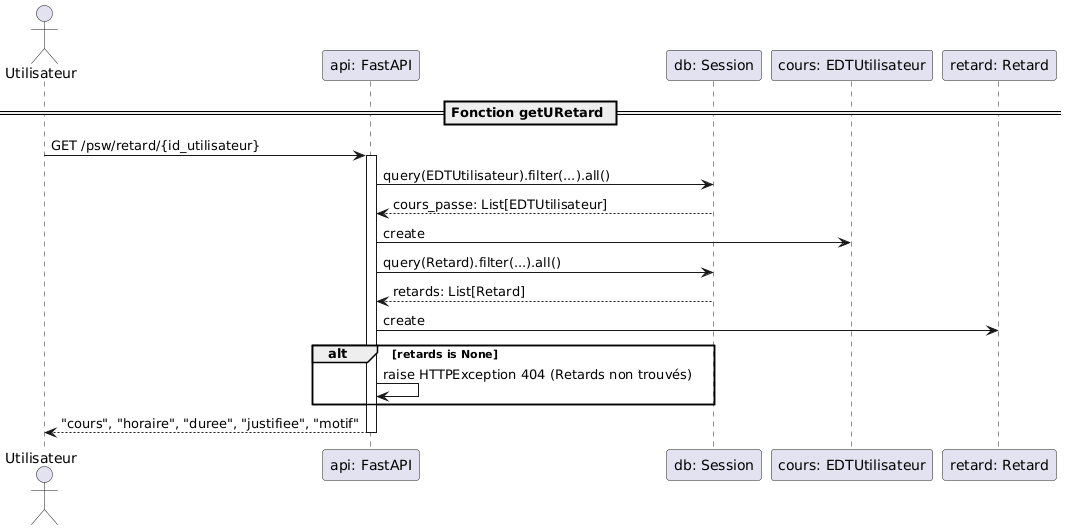 Utilisateur
api: FastAPI
db: Session
cours: EDTUtilisateur
retard: Retard
Fonction getURetard
GET /psw/retard/{id_utilisateur}
query(EDTUtilisateur).filter(...).all()
cours_passe: List[EDTUtilisateur]
create
query(Retard).filter(...).all()
retards: List[Retard]
create
alt
[retards is None]
raise HTTPException 404 (Retards non trouvés)
"cours", "horaire", "duree", "justifiee", "motif"
Utilisateur
api: FastAPI
db: Session
cours: EDTUtilisateur
retard: Retard